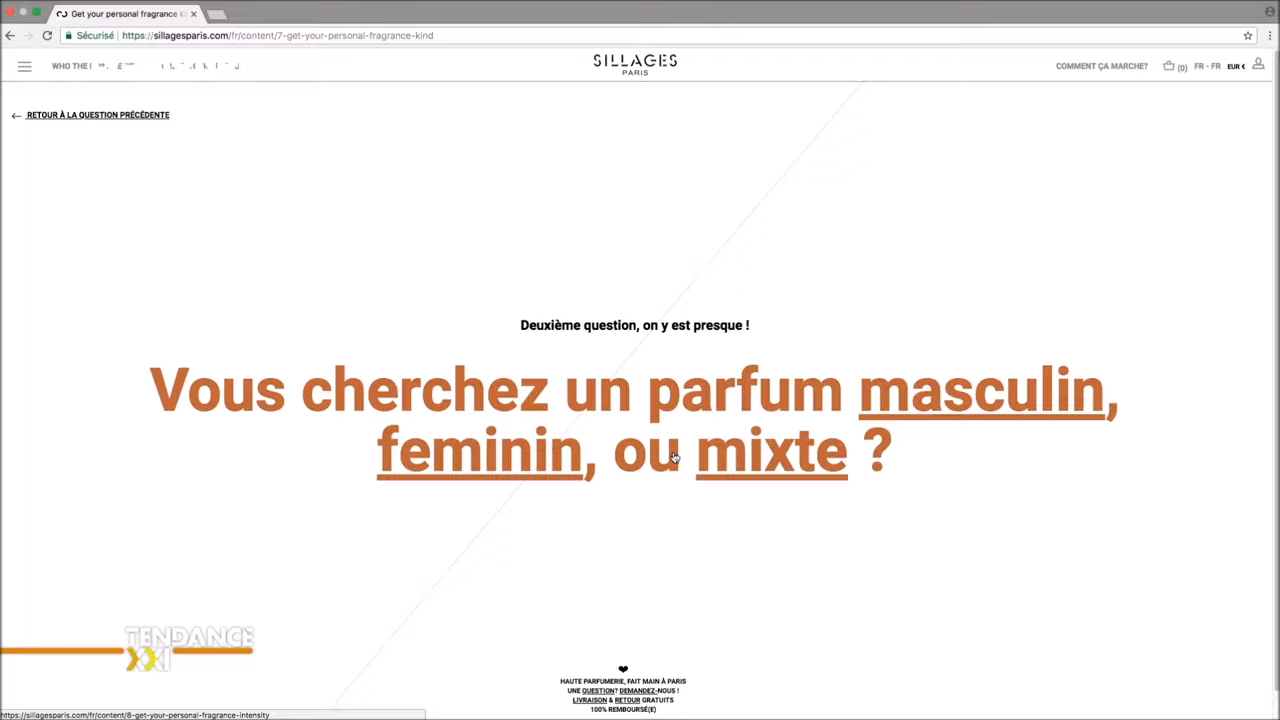 Get your personal fragrance
Sécurisé https://sillagesparis.com/fr/content/7-get-your-personal-fragrance-kind
WHO THE
SILLAGES
PARIS
COMMENT ÇA MARCHE?
(0)
FR - FR
EUR €
← RETOUR À LA QUESTION PRÉCÉDENTE
Deuxième question, on y est presque !
Vous cherchez un parfum masculin,
feminin, ou mixte ?
TENDANCE
XXI
❤
HAUTE PARFUMERIE, FAIT MAIN À PARIS
UNE QUESTION? DEMANDEZ-NOUS !
LIVRAISON & RETOUR GRATUITS
100% REMBOURSÉ(E)
https://sillagesparis.com/fr/content/8-get-your-personal-fragrance-intensity